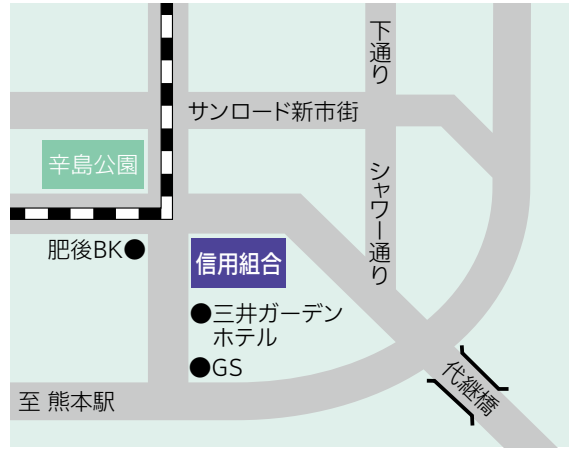 下通り
サンロード新市街
辛島公園
シャワー通り
肥後BK●
信用組合
●三井ガーデン
ホテル
●GS
代継橋
至 熊本駅